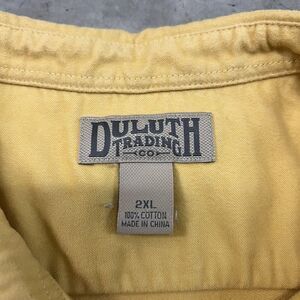 DULUTH
TRADING
CO
2XL
100% COTTON
MADE IN CHINA